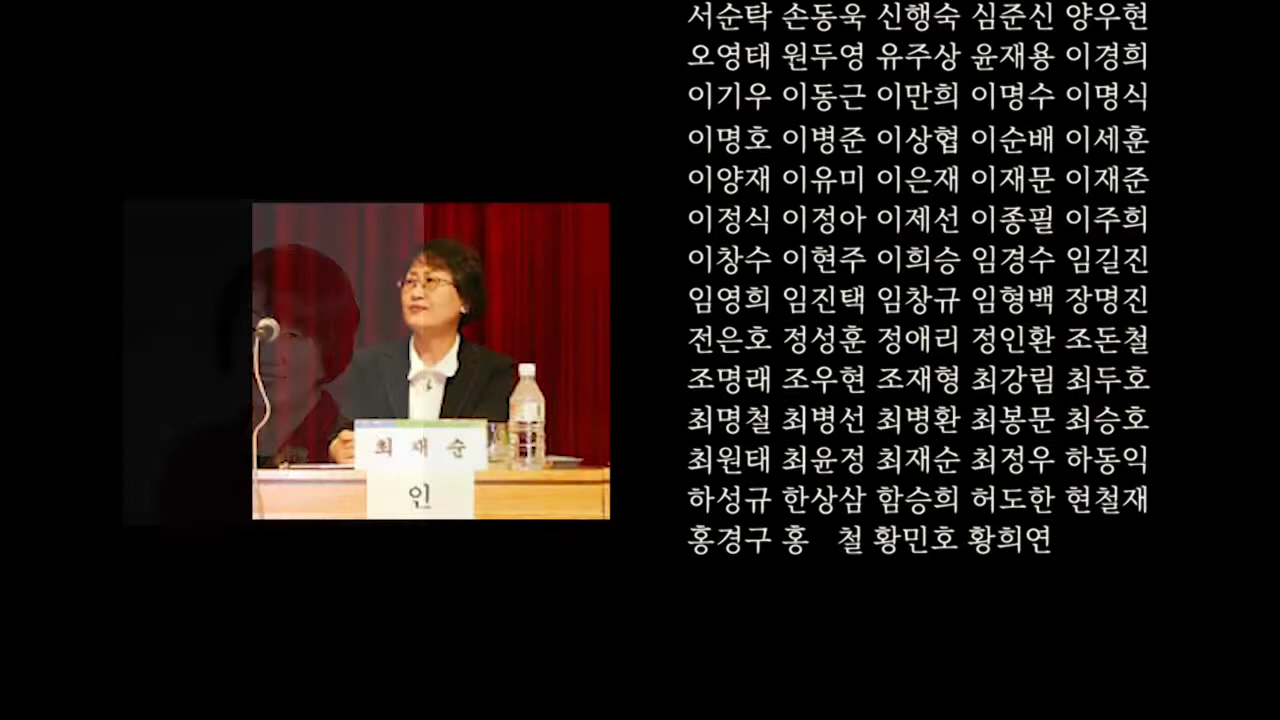 서순탁 손동욱 신행숙 심준신 양우현
오영태 원두영 유주상 윤재용 이경희
이기우 이동근 이만희 이명수 이명식
이명호 이병준 이상협 이순배 이세훈
이양재 이유미 이은재 이재문 이재준
이정식 이정아 이제선 이종필 이주희
이창수 이현주 이희승 임경수 임길진
임영희 임진택 임창규 임형백 장명진
전은호 정성훈 정애리 정인환 조돈철
조명래 조우현 조재형 최강림 최두호
최명철 최병선 최병환 최봉문 최승호
최원태 최윤정 최재순 최정우 하동익
하성규 한상삼 함승희 허도한 현철재
홍경구 홍 철 황민호 황희연
최재순
인